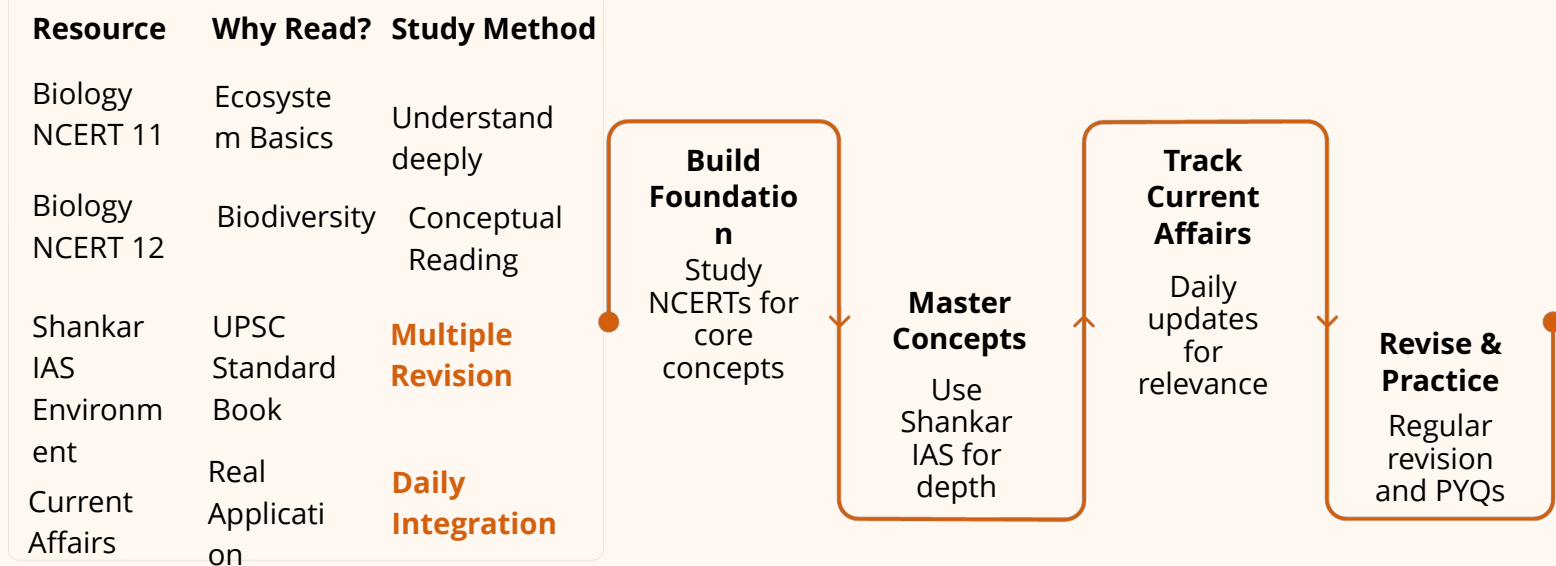 Resource
Why Read?
Study Method
Biology
NCERT 11
Ecosyste
m Basics
Understand
deeply
Biology
NCERT 12
Biodiversity
Conceptual
Reading
Shankar
IAS
Environm
ent
UPSC
Standard
Book
Multiple
Revision
Current
Affairs
Real
Applicati
on
Daily
Integration
Build
Foundatio
n
Study
NCERTs for
core
concepts
Master
Concepts
Use
Shankar
IAS for
depth
Track
Current
Affairs
Daily
updates
for
relevance
Revise &
Practice
Regular
revision
and PYQs